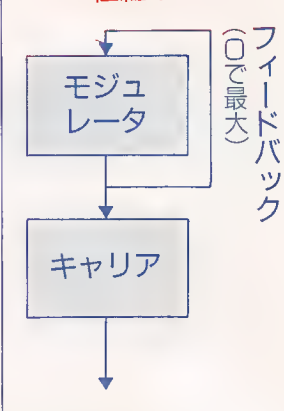 モジュ
レータ
キャリア
フィードバック
(0で最大)